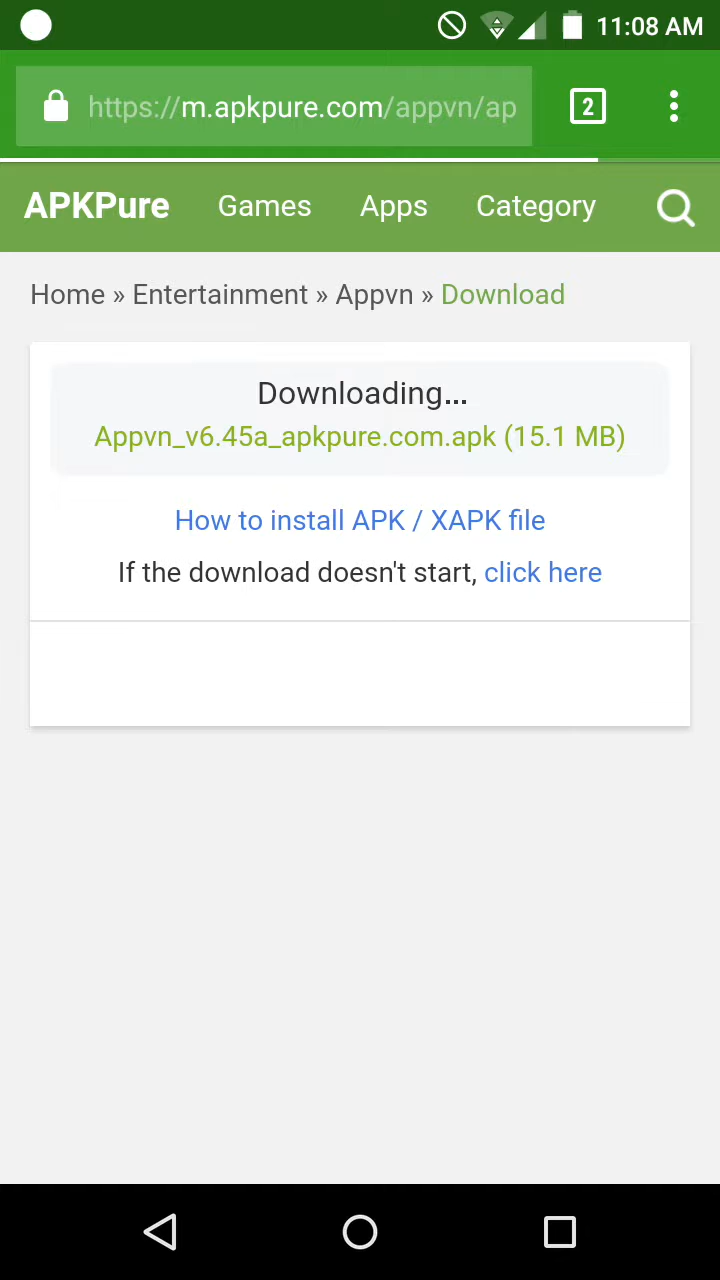 11:08 AM
https://m.apkpure.com/appvn/ap
2
APKPure Games Apps Category
Home » Entertainment » Appvn » Download
Downloading...
Appvn_v6.45a_apkpure.com.apk (15.1 MB)
How to install APK / XAPK file
If the download doesn't start, click here